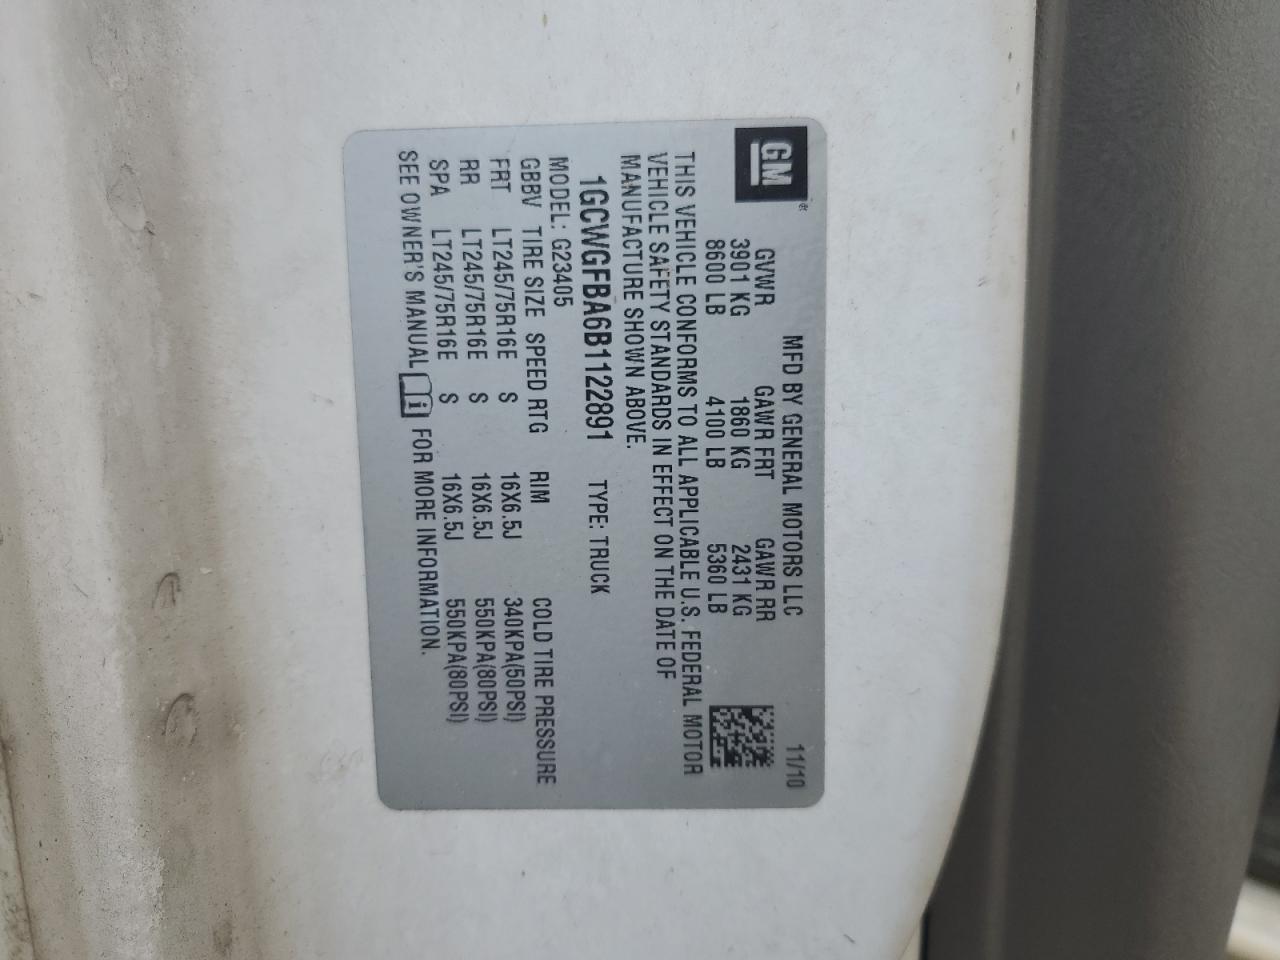 GM
MFD BY GENERAL MOTORS LLC 11/10
GVWR GAWR FRT GAWR RR
3901 KG 1860 KG 2431 KG
8600 LB 4100 LB 5360 LB
THIS VEHICLE CONFORMS TO ALL APPLICABLE U.S. FEDERAL MOTOR
VEHICLE SAFETY STANDARDS IN EFFECT ON THE DATE OF
MANUFACTURE SHOWN ABOVE.
1GCWGFBA6B1122891 TYPE: TRUCK
MODEL: G23405
GBBV TIRE SIZE SPEED RTG RIM COLD TIRE PRESSURE
FRT LT245/75R16E S 16X6.5J 340KPA(50PSI)
RR LT245/75R16E S 16X6.5J 550KPA(80PSI)
SPA LT245/75R16E S 16X6.5J 550KPA(80PSI)
SEE OWNER'S MANUAL i FOR MORE INFORMATION.